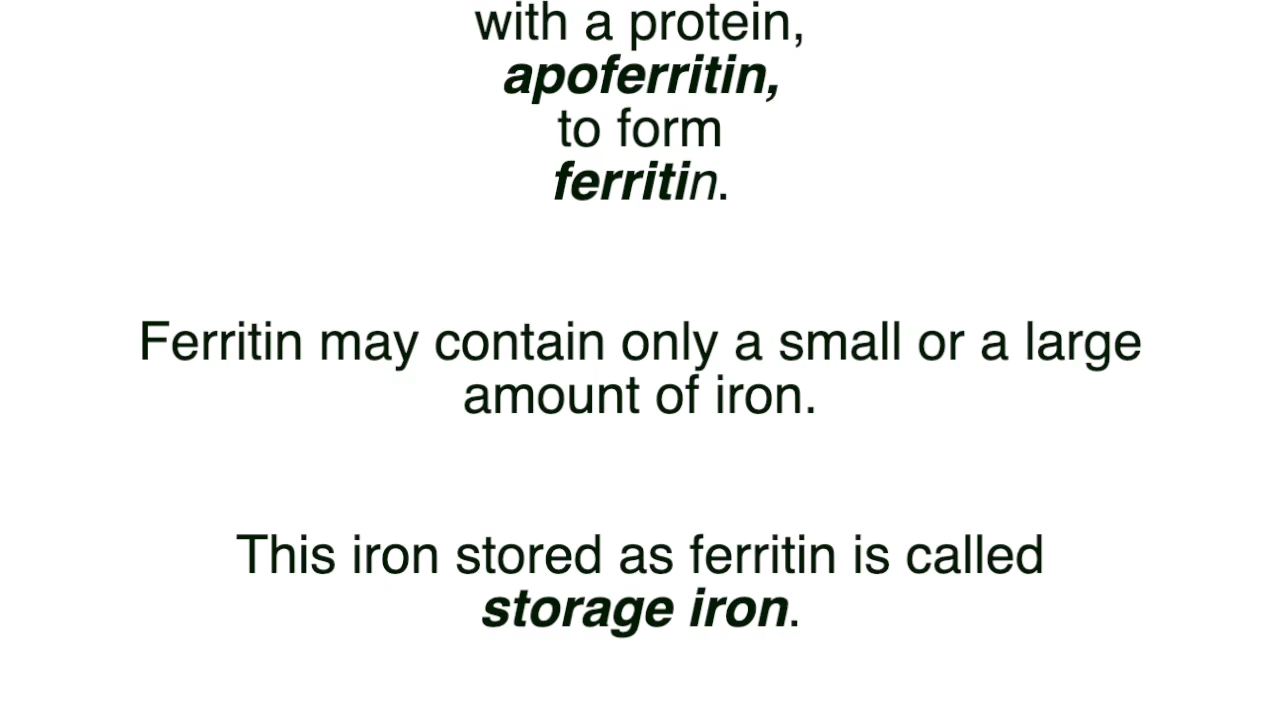 with a protein,
apoferritin,
to form
ferritin.
Ferritin may contain only a small or a large
amount of iron.
This iron stored as ferritin is called
storage iron.